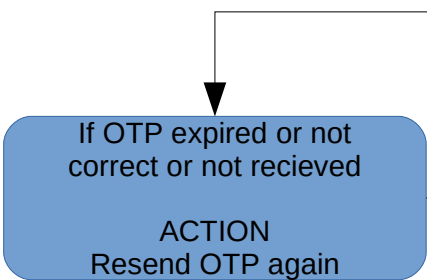 If OTP expired or not
correct or not recieved
ACTION
Resend OTP again